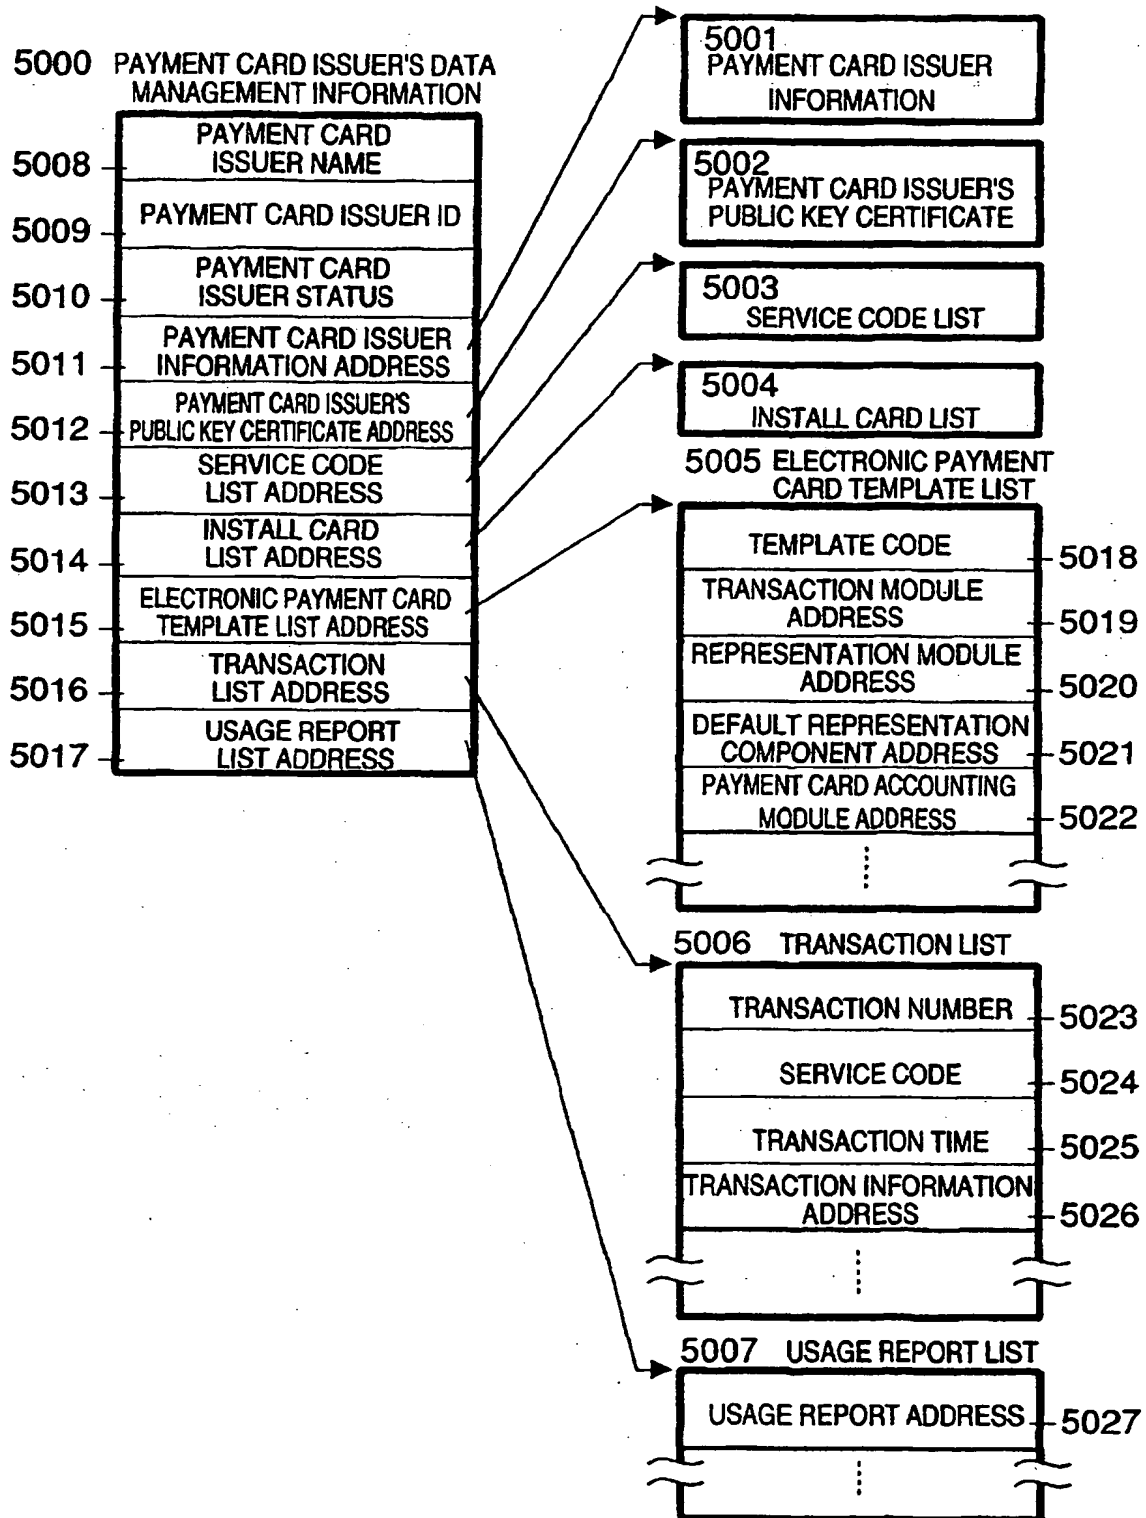 5000 PAYMENT CARD ISSUER'S DATA
MANAGEMENT INFORMATION
5008
PAYMENT CARD
ISSUER NAME
5009
PAYMENT CARD ISSUER ID
5010
PAYMENT CARD
ISSUER STATUS
5011
PAYMENT CARD ISSUER
INFORMATION ADDRESS
5012
PAYMENT CARD ISSUER'S
PUBLIC KEY CERTIFICATE ADDRESS
5013
SERVICE CODE
LIST ADDRESS
5014
INSTALL CARD
LIST ADDRESS
5015
ELECTRONIC PAYMENT CARD
TEMPLATE LIST ADDRESS
5016
TRANSACTION
LIST ADDRESS
5017
USAGE REPORT
LIST ADDRESS
5001
PAYMENT CARD ISSUER
INFORMATION
5002
PAYMENT CARD ISSUER'S
PUBLIC KEY CERTIFICATE
5003
SERVICE CODE LIST
5004
INSTALL CARD LIST
5005 ELECTRONIC PAYMENT
CARD TEMPLATE LIST
TEMPLATE CODE
5018
TRANSACTION MODULE
ADDRESS
5019
REPRESENTATION MODULE
ADDRESS
5020
DEFAULT REPRESENTATION
COMPONENT ADDRESS
5021
PAYMENT CARD ACCOUNTING
MODULE ADDRESS
5022
5006 TRANSACTION LIST
TRANSACTION NUMBER
5023
SERVICE CODE
5024
TRANSACTION TIME
5025
TRANSACTION INFORMATION
ADDRESS
5026
5007 USAGE REPORT LIST
USAGE REPORT ADDRESS
5027